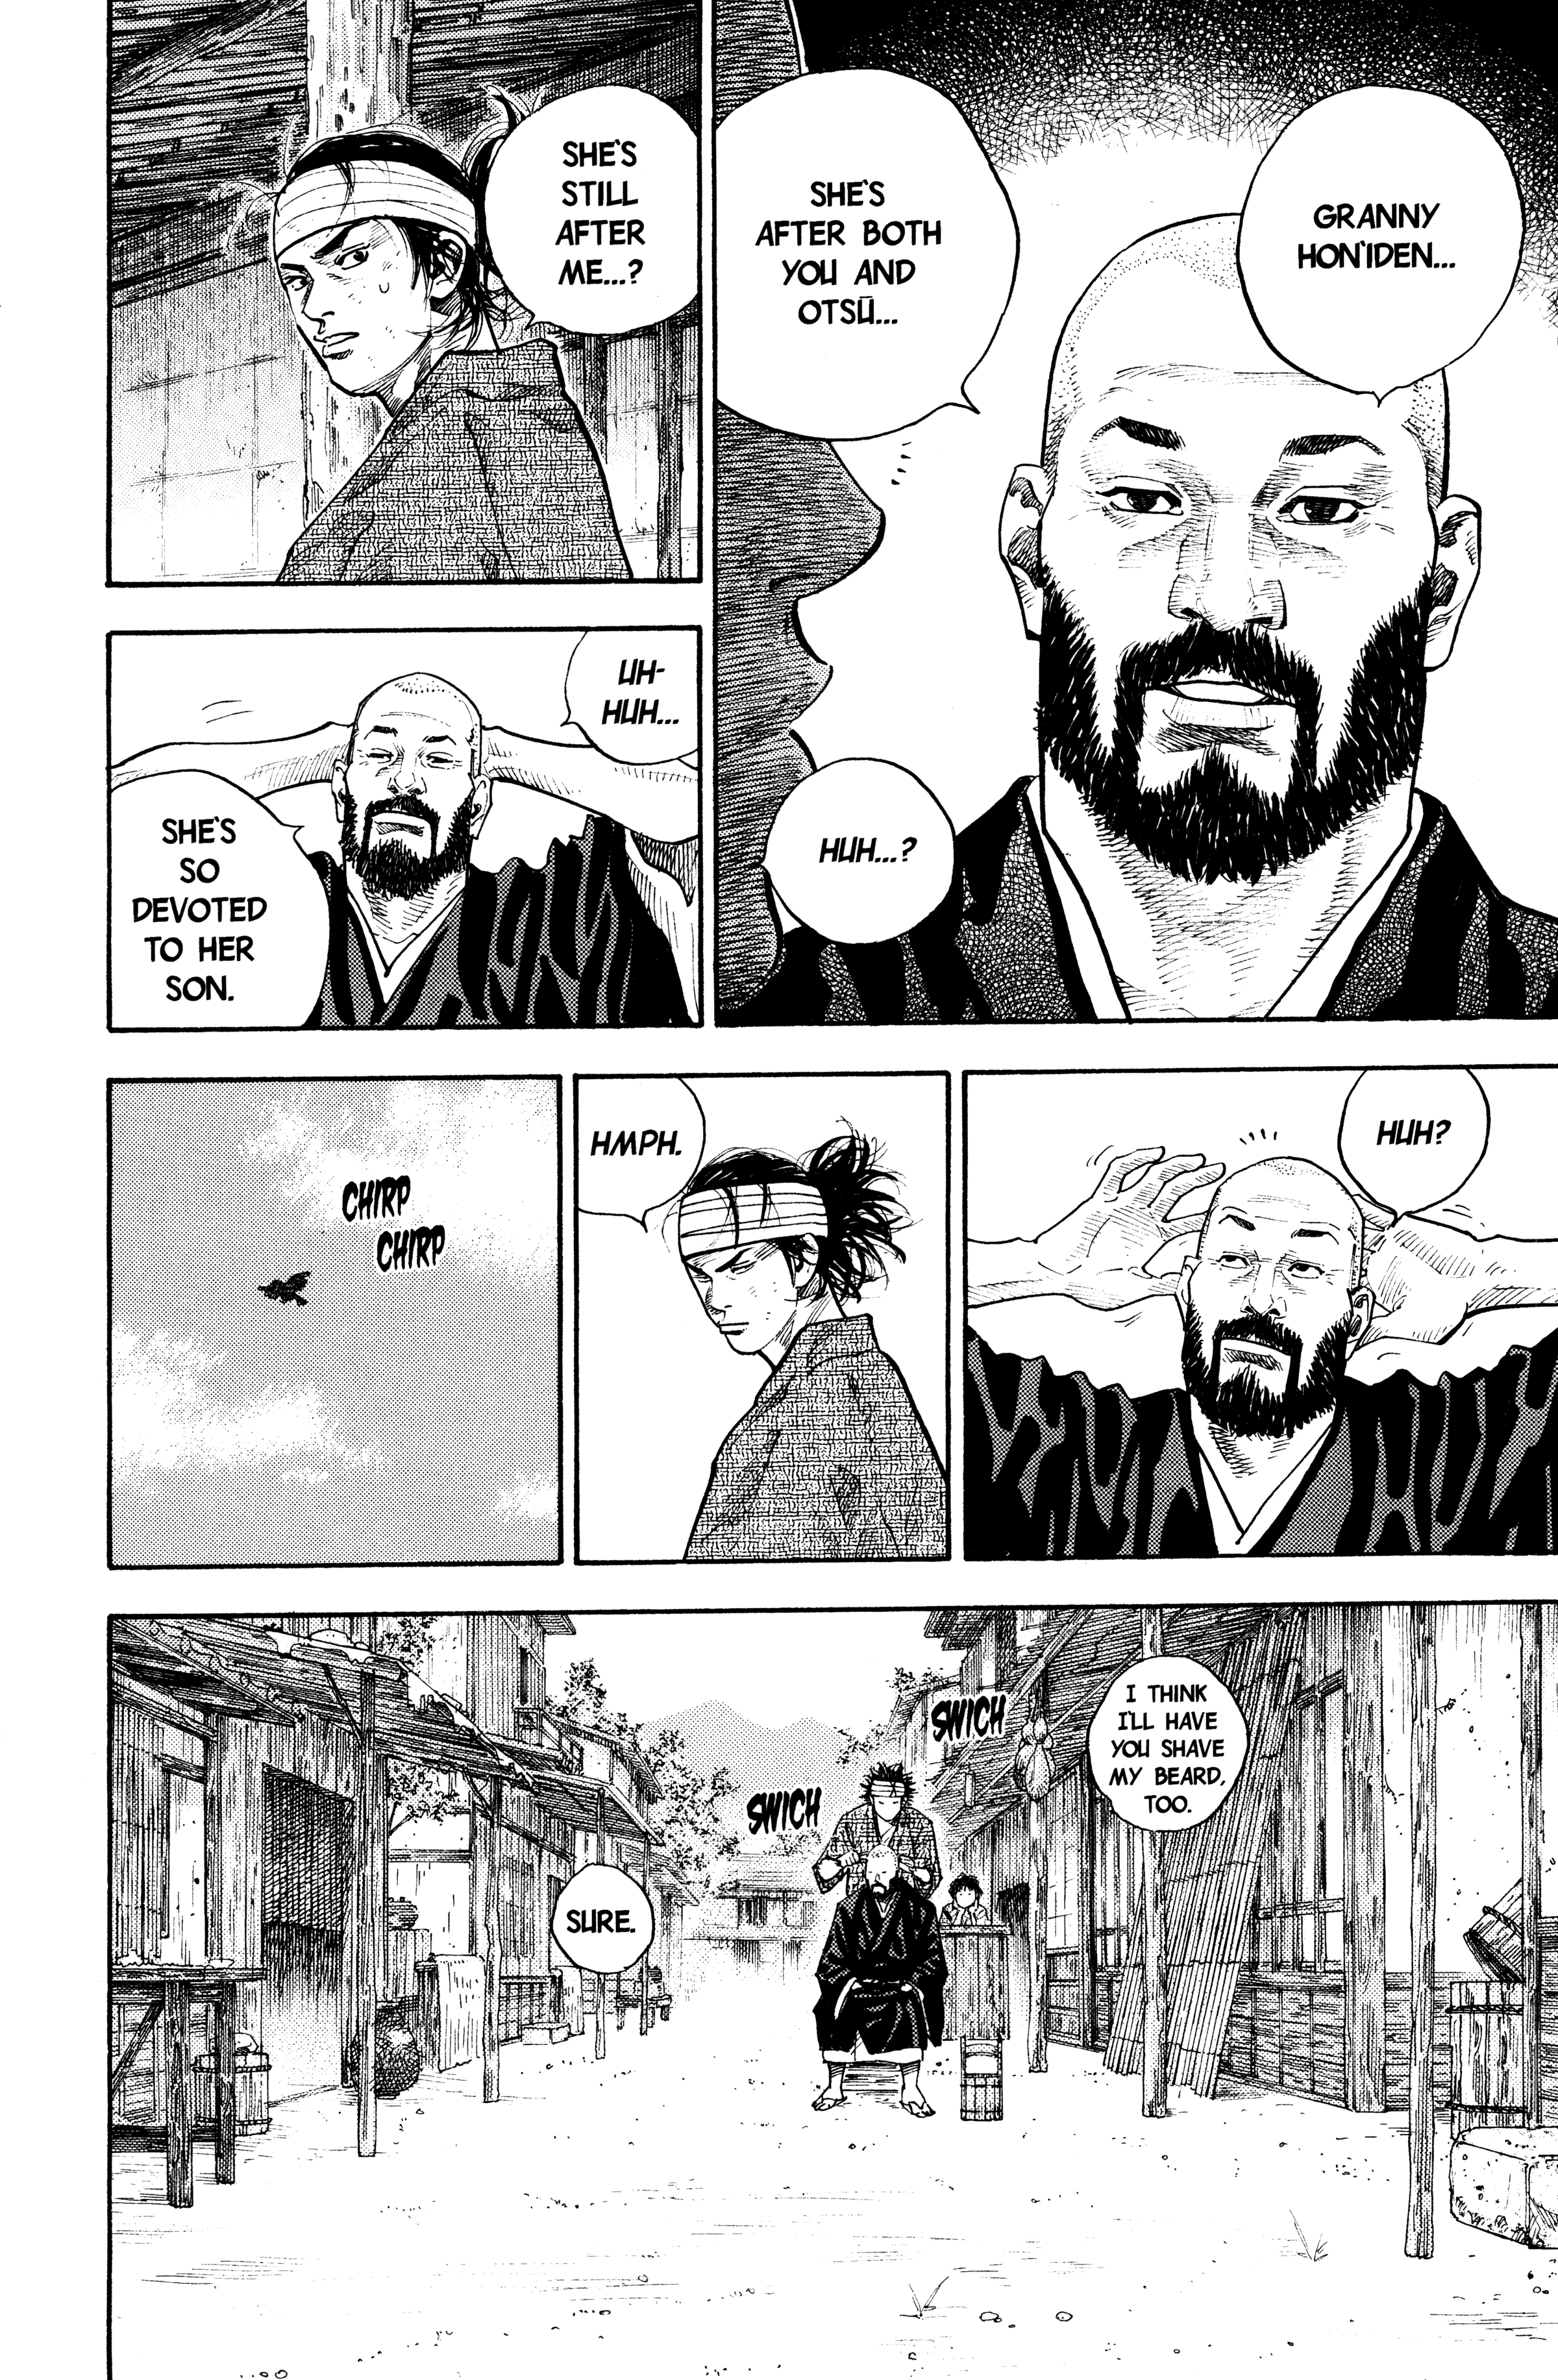 GRANNY
HON'IDEN...
SHE'S
AFTER BOTH
YOU AND
OTSŪ...
HUH...?
SHE'S
STILL
AFTER
ME...?
UH-
HUH...
SHE'S
SO
DEVOTED
TO HER
SON.
HUH?
HMPH.
CHIRP
CHIRP
I THINK
I'LL HAVE
YOU SHAVE
MY BEARD,
TOO.
SWICH
SWICH
SURE.